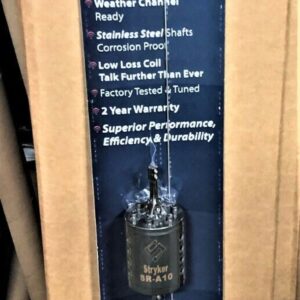 Weather Channel
Ready
Stainless Steel Shafts
Corrosion Proof
Low Loss Coil
Talk Further Than Ever
Factory Tested & Tuned
2 Year Warranty
Superior Performance,
Efficiency & Durability
Stryker
SR-A10